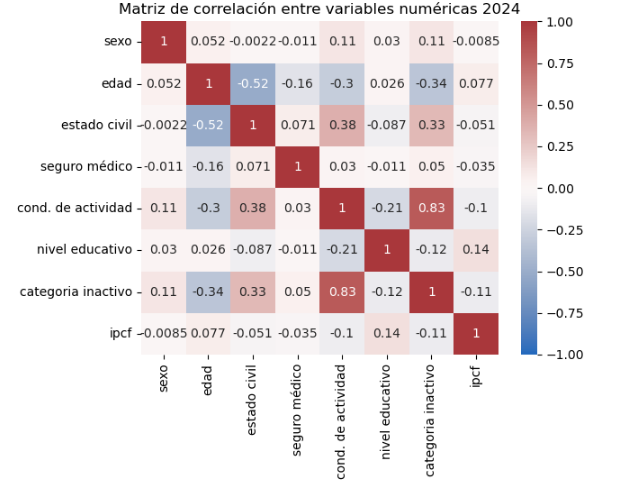 Matriz de correlación entre variables numéricas 2024
sexo 1 0.052 -0.0022 -0.011 0.11 0.03 0.11 -0.0085
edad 0.052 1 -0.52 -0.16 -0.3 0.026 -0.34 0.077
estado civil -0.0022 -0.52 1 0.071 0.38 -0.087 0.33 -0.051
seguro médico -0.011 -0.16 0.071 1 0.03 -0.011 0.05 -0.035
cond. de actividad 0.11 -0.3 0.38 0.03 1 -0.21 0.83 -0.1
nivel educativo 0.03 0.026 -0.087 -0.011 -0.21 1 -0.12 0.14
categoria inactivo 0.11 -0.34 0.33 0.05 0.83 -0.12 1 -0.11
ipcf -0.0085 0.077 -0.051 -0.035 -0.1 0.14 -0.11 1
sexo
edad
estado civil
seguro médico
cond. de actividad
nivel educativo
categoria inactivo
ipcf
1.00
0.75
0.50
0.25
0.00
−0.25
−0.50
−0.75
−1.00